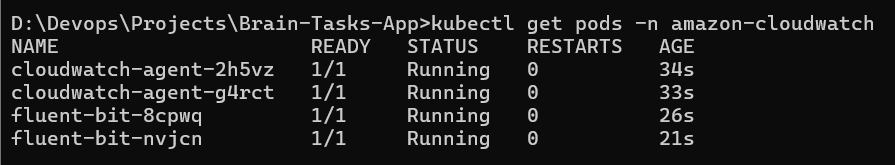 D:\Devops\Projects\Brain-Tasks-App>kubectl get pods -n amazon-cloudwatch
NAME                     READY   STATUS    RESTARTS   AGE
cloudwatch-agent-2h5vz   1/1     Running   0          34s
cloudwatch-agent-g4rct   1/1     Running   0          33s
fluent-bit-8cpwq         1/1     Running   0          26s
fluent-bit-nvjcn         1/1     Running   0          21s